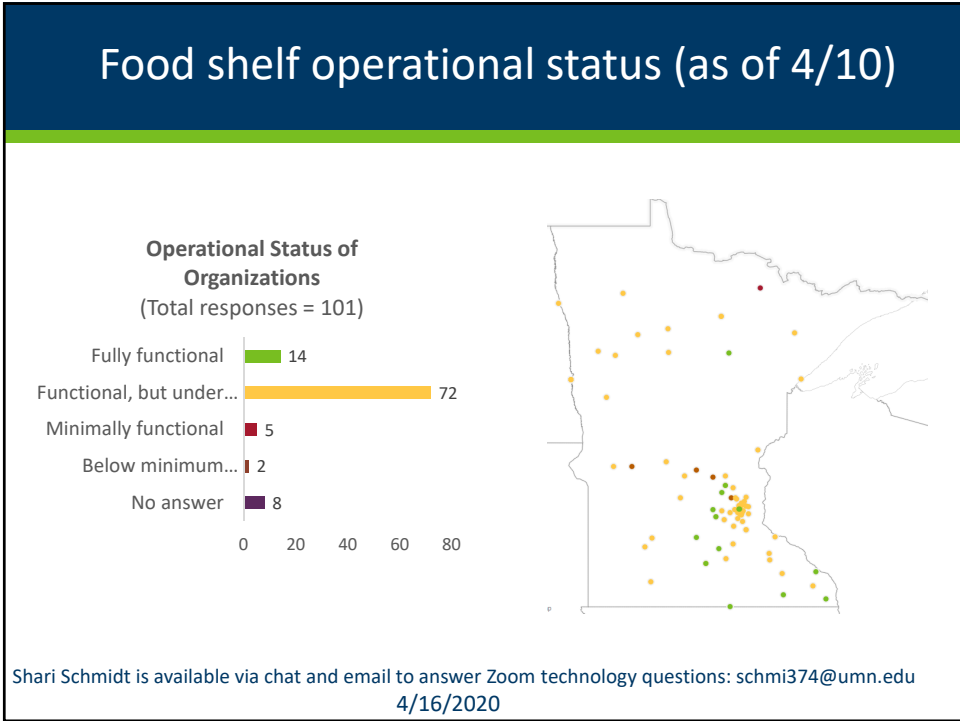 Food shelf operational status (as of 4/10)
Operational Status of
Organizations
(Total responses = 101)
Fully functional
14
Functional, but under...
72
Minimally functional
5
Below minimum...
2
No answer
8
0 20 40 60 80
Shari Schmidt is available via chat and email to answer Zoom technology questions: schmi374@umn.edu
4/16/2020